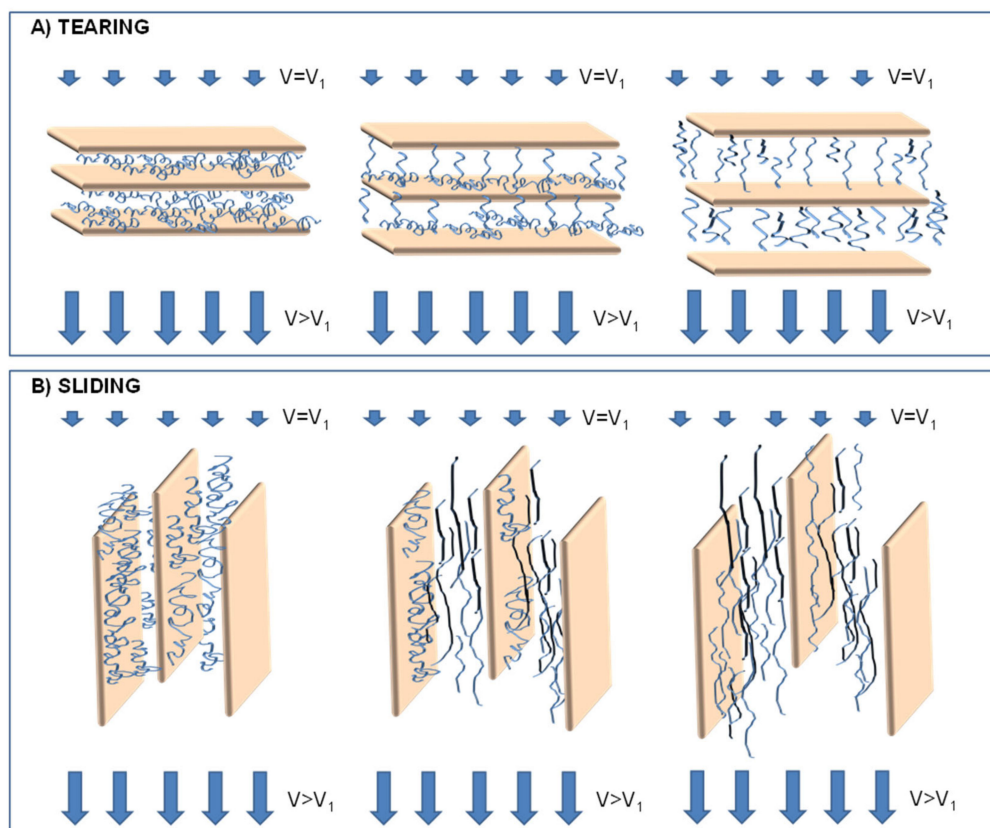 A) TEARING
V=V₁ V=V₁ V=V₁
V>V₁ V>V₁ V>V₁
B) SLIDING
V=V₁ V=V₁ V=V₁
V>V₁ V>V₁ V>V₁